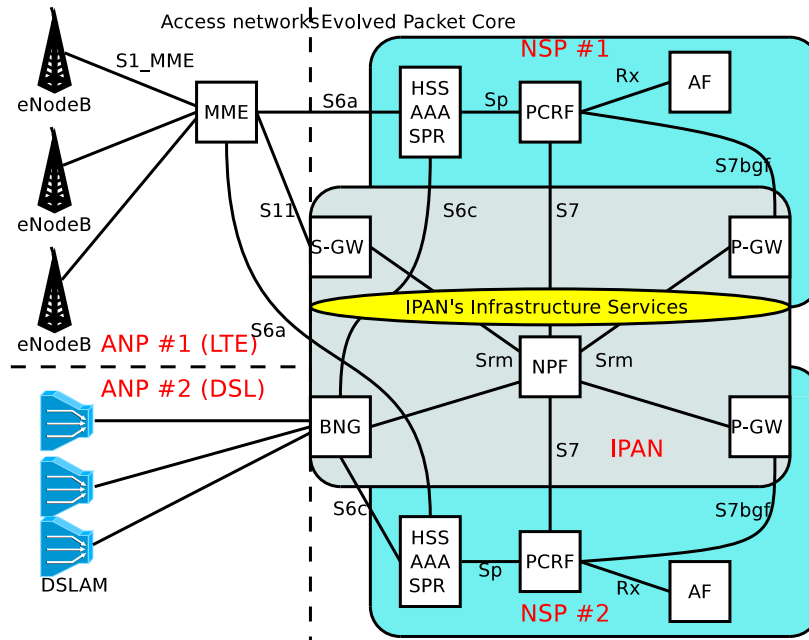 Access networks
Evolved Packet Core
NSP #1
S1_MME
eNodeB
MME
S6a
HSS
AAA
SPR
Sp
PCRF
Rx
AF
S7bgf
eNodeB
S11
S6c
S7
S-GW
P-GW
IPAN's Infrastructure Services
eNodeB
ANP #1 (LTE)
S6a
Srm
NPF
Srm
ANP #2 (DSL)
BNG
P-GW
S7
IPAN
S6c
S7bgf
HSS
AAA
SPR
Sp
PCRF
Rx
AF
DSLAM
NSP #2